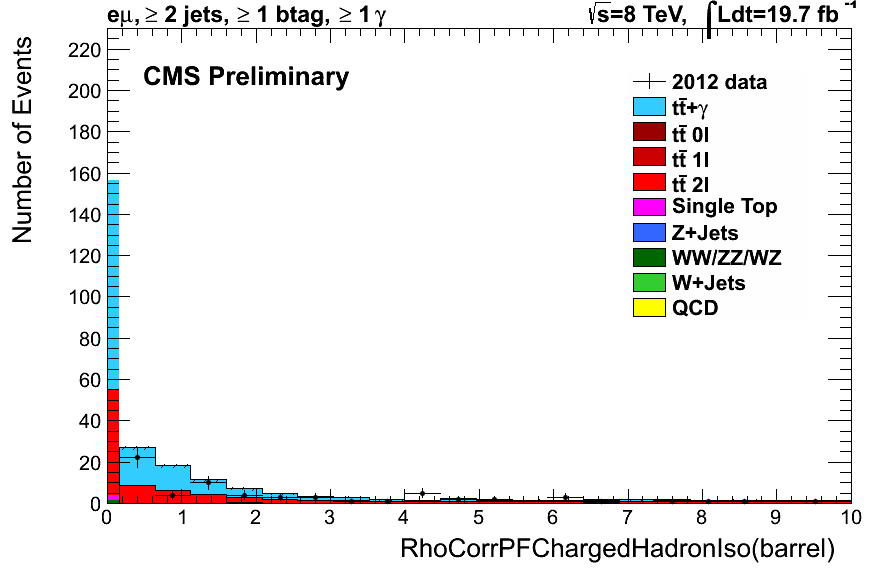 eμ, ≥ 2 jets, ≥ 1 btag, ≥ 1 γ
√s=8 TeV, ∫Ldt=19.7 fb⁻¹
CMS Preliminary
Number of Events
220
200
180
160
140
120
100
80
60
40
20
0
2012 data
tt̄+γ
tt̄ 0l
tt̄ 1l
tt̄ 2l
Single Top
Z+Jets
WW/ZZ/WZ
W+Jets
QCD
0 1 2 3 4 5 6 7 8 9 10
RhoCorrPFChargedHadronIso(barrel)